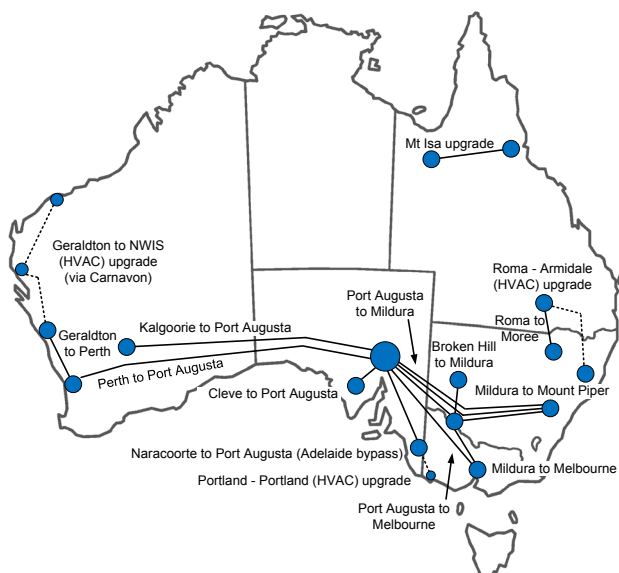 Mt Isa upgrade
Geraldton to NWIS
(HVAC) upgrade
(via Carnavon)
Roma - Armidale
(HVAC) upgrade
Port Augusta
to Mildura
Roma to
Moree
Kalgoorie to Port Augusta
Geraldton
to Perth
Broken Hill
to Mildura
Perth to Port Augusta
Cleve to Port Augusta
Mildura to Mount Piper
Naracoorte to Port Augusta (Adelaide bypass)
Mildura to Melbourne
Portland - Portland (HVAC) upgrade
Port Augusta to
Melbourne